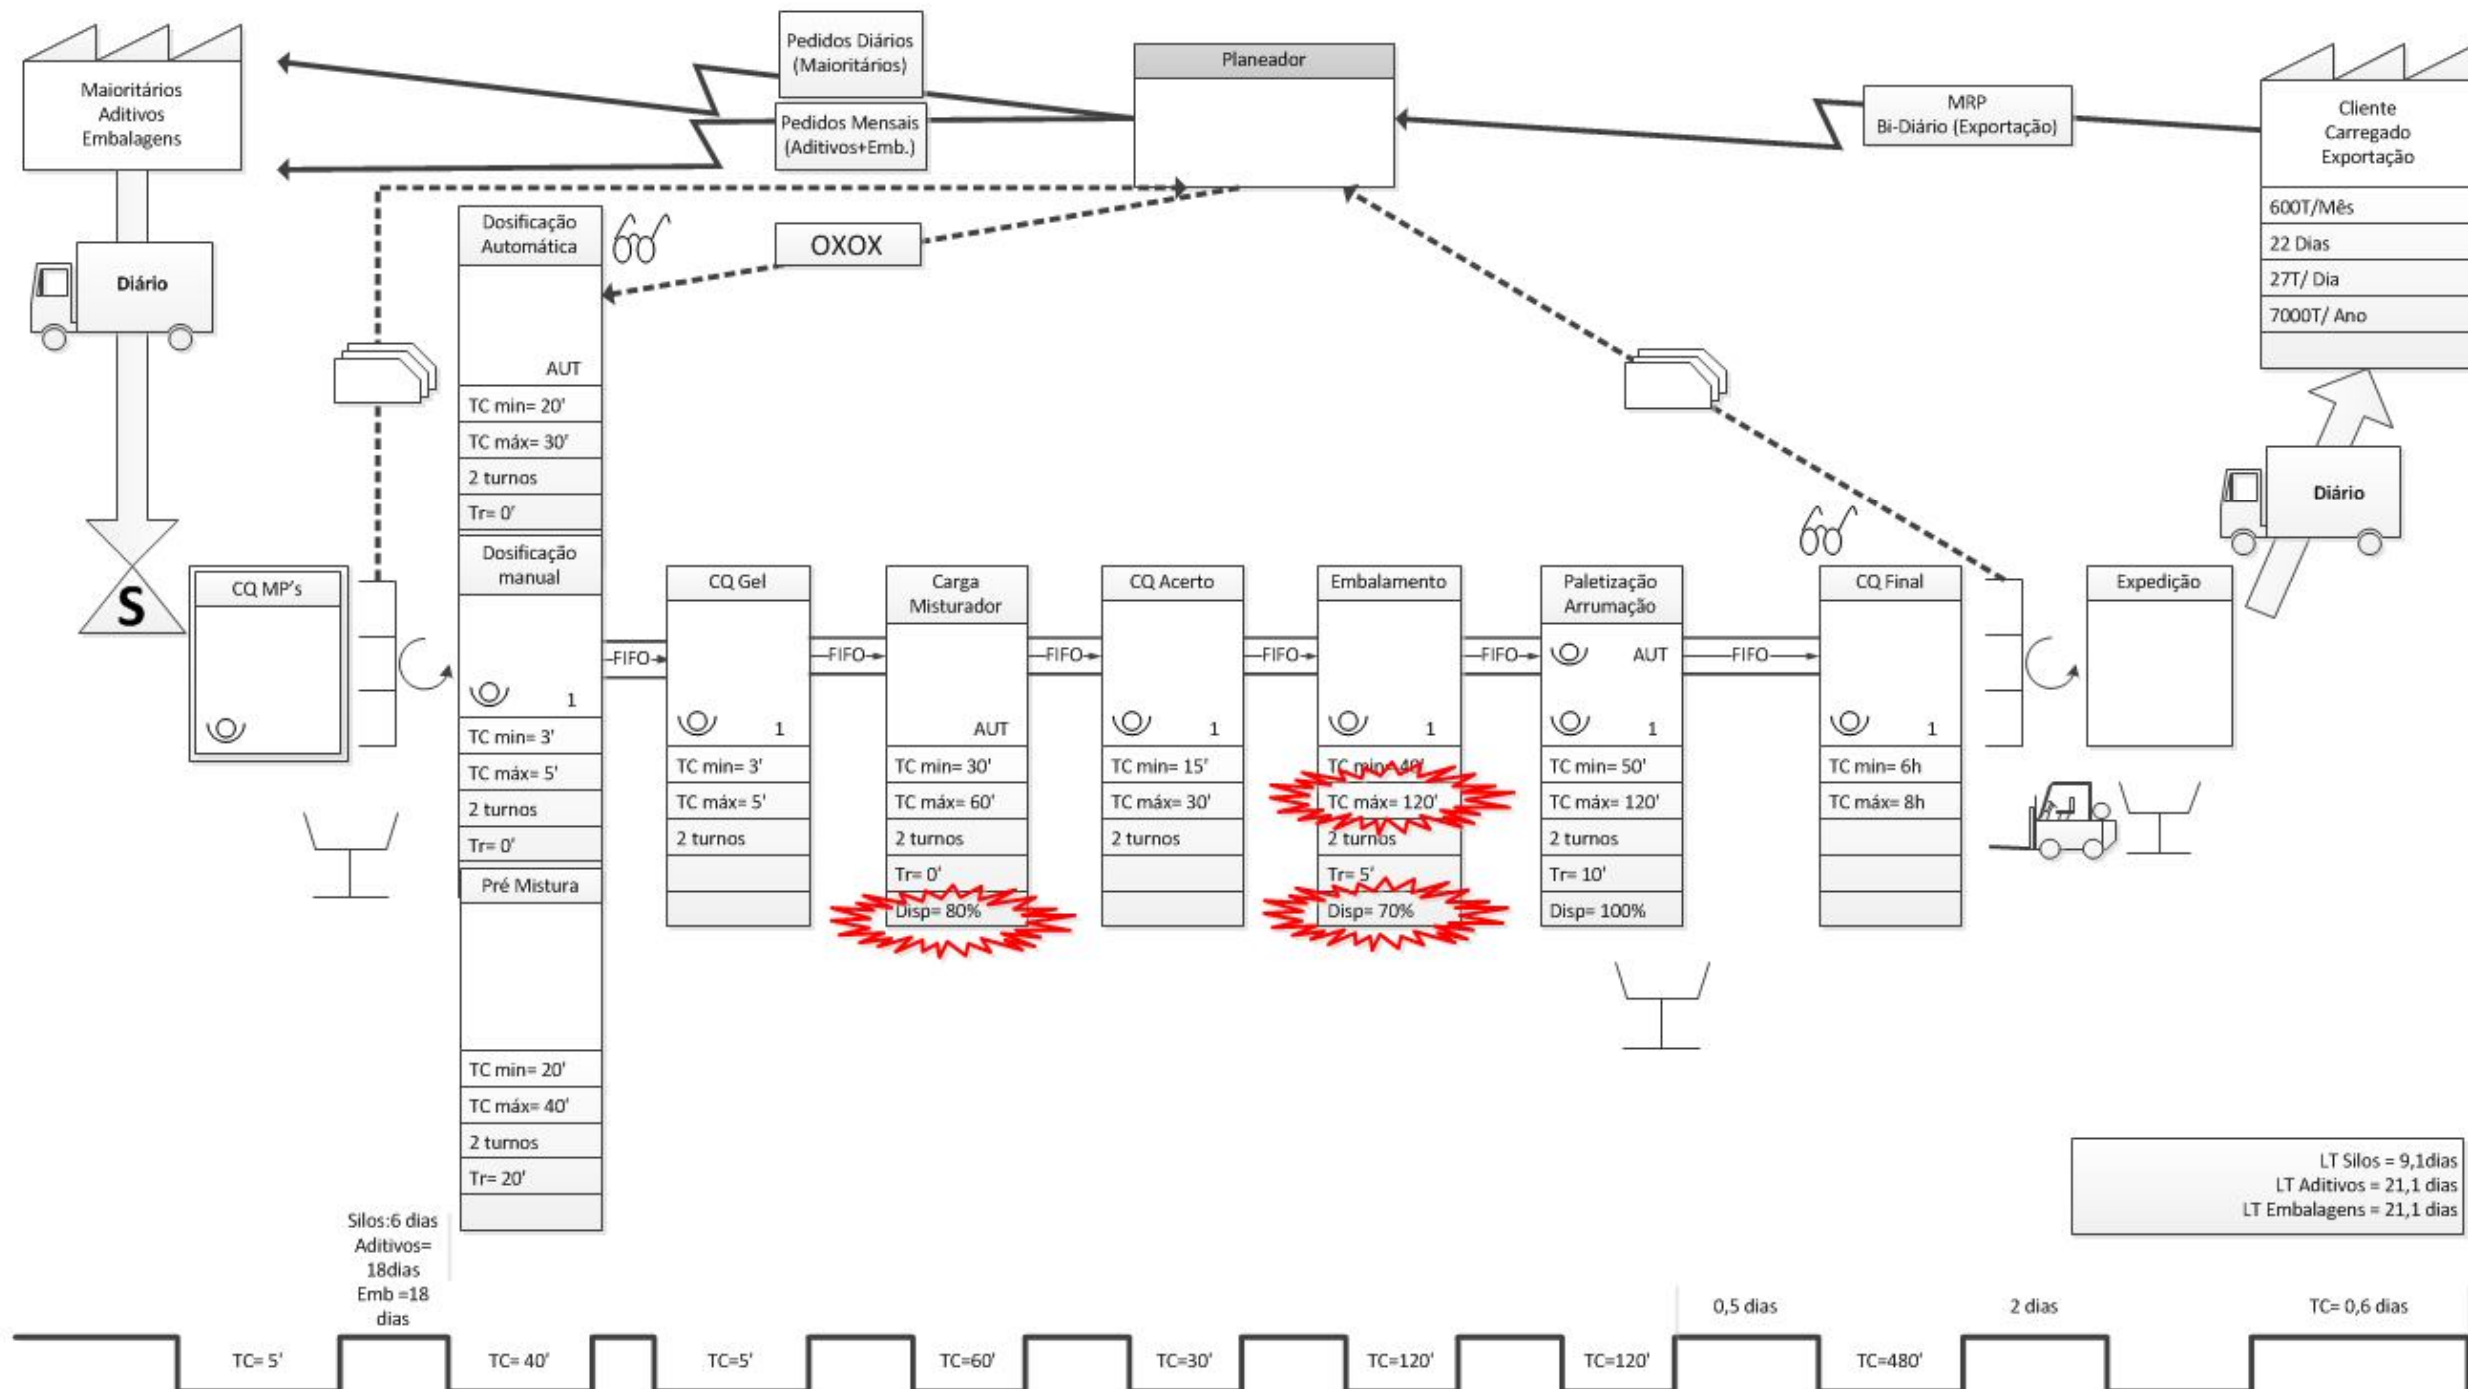 Maioritários
Aditivos
Embalagens
Pedidos Diários
(Maioritários)
Pedidos Mensais
(Aditivos+Emb.)
Planeador
MRP
Bi-Diário (Exportação)
Cliente
Carregado
Exportação
600T/Mês
22 Dias
27T/ Dia
7000T/ Ano
Diário
OXOX
Diário
S
CQ MP's
Dosificação
Automática
AUT
TC min= 20'
TC máx= 30'
2 turnos
Tr= 0'
Dosificação
manual
1
TC min= 3'
TC máx= 5'
2 turnos
Tr= 0'
Pré Mistura
TC min= 20'
TC máx= 40'
2 turnos
Tr= 20'
FIFO
CQ Gel
1
TC min= 3'
TC máx= 5'
2 turnos
FIFO
Carga
Misturador
AUT
TC min= 30'
TC máx= 60'
2 turnos
Tr= 0'
Disp= 80%
FIFO
CQ Acerto
1
TC min= 15'
TC máx= 30'
2 turnos
FIFO
Embalamento
1
TC min= 40'
TC máx= 120'
2 turnos
Tr= 5'
Disp= 70%
FIFO
Paletização
Arrumação
AUT
1
TC min= 50'
TC máx= 120'
2 turnos
Tr= 10'
Disp= 100%
FIFO
CQ Final
1
TC min= 6h
TC máx= 8h
Expedição
LT Silos = 9,1dias
LT Aditivos = 21,1 dias
LT Embalagens = 21,1 dias
Silos:6 dias
Aditivos=
18dias
Emb =18
dias
0,5 dias
2 dias
TC= 0,6 dias
TC= 5'
TC= 40'
TC=5'
TC=60'
TC=30'
TC=120'
TC=120'
TC=480'